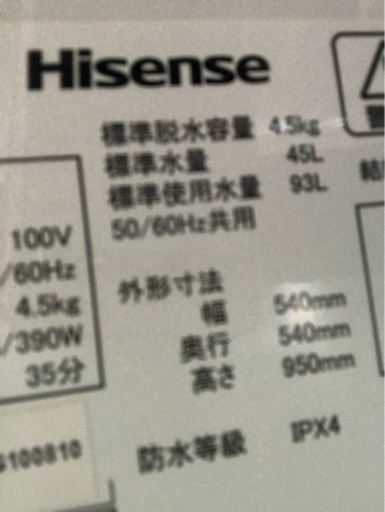 Hisense
標準脱水容量 4.5kg
標準水量 45L
標準使用水量 93L
50/60Hz共用
100V
/60Hz
4.5kg
/390W
35分
外形寸法
幅 540mm
奥行 540mm
高さ 950mm
防水等級 IPX4
100810
結